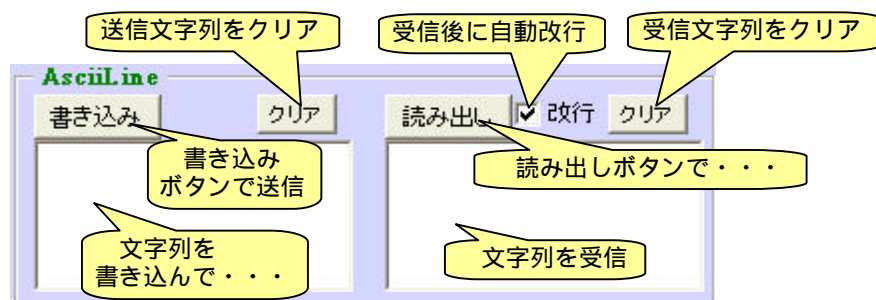 送信文字列をクリア
受信後に自動改行
受信文字列をクリア
AsciiLine
書き込み
クリア
読み出し
改行
クリア
書き込み
ボタンで送信
読み出しボタンで・・・
文字列を
書き込んで・・・
文字列を受信